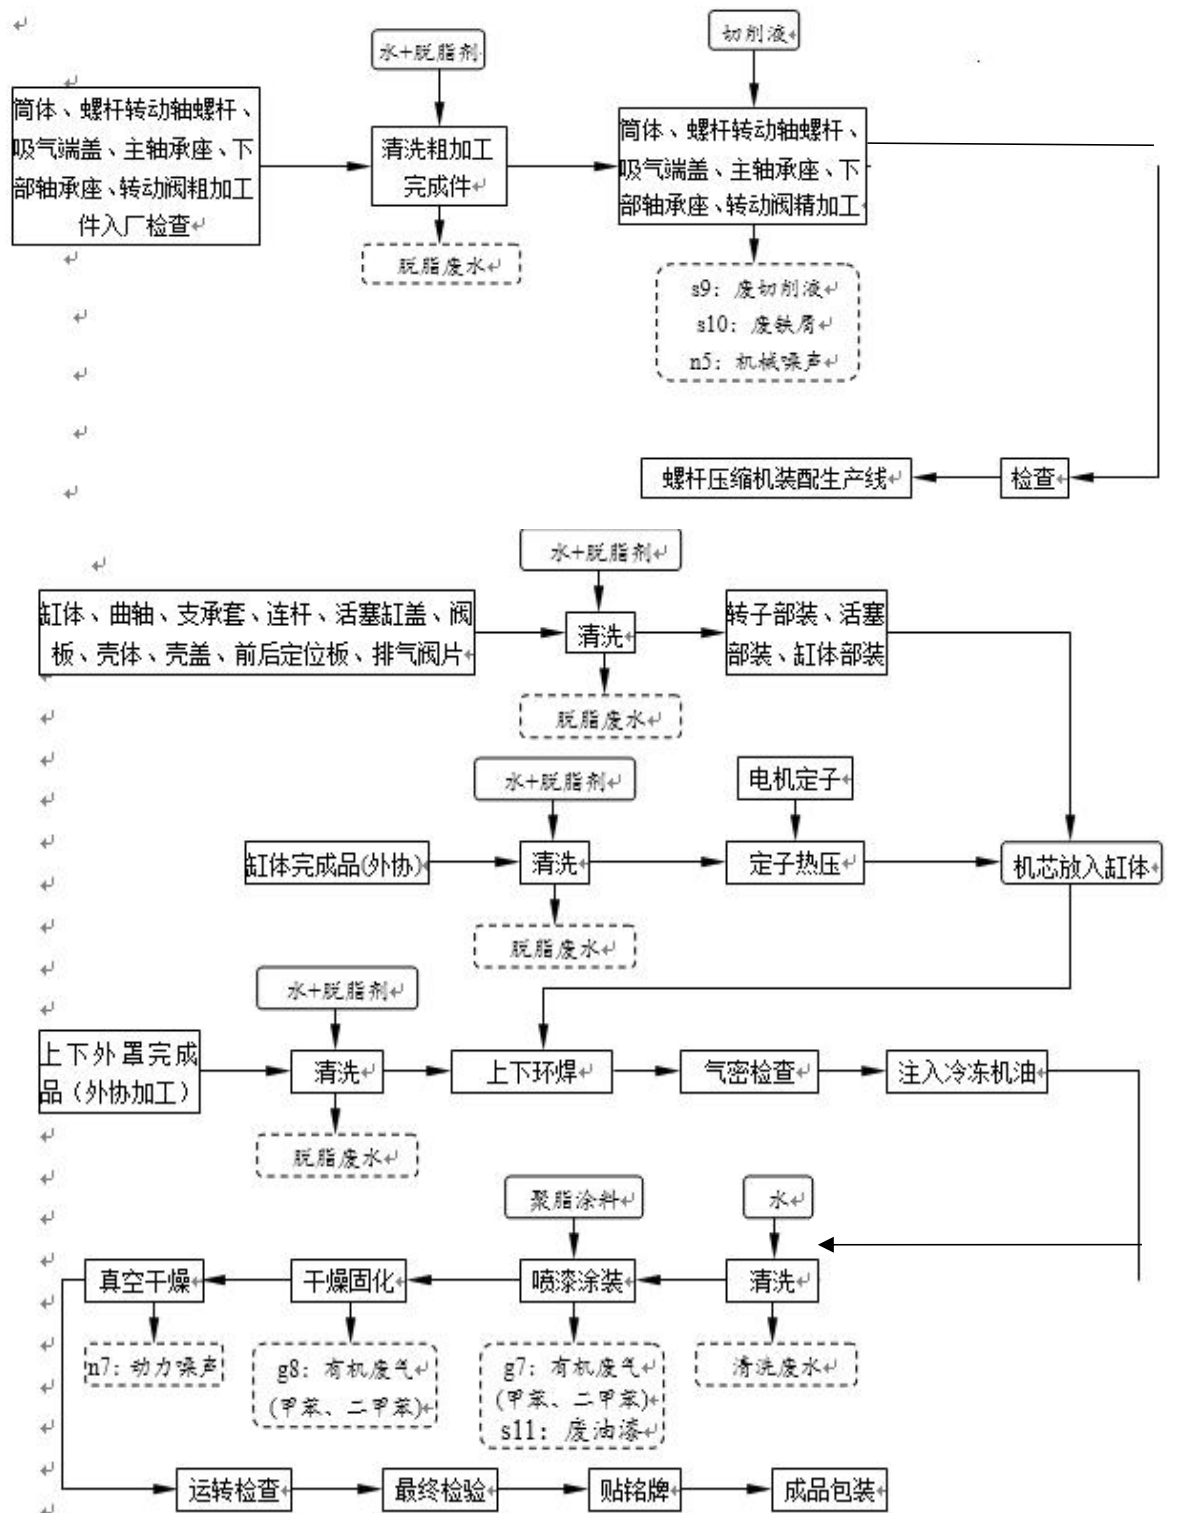 水+脱脂剂
切削液
筒体、螺杆转动轴螺杆、
吸气端盖、主轴承座、下
部轴承座、转动阀粗加工
件入厂检查
清洗粗加工
完成件
筒体、螺杆转动轴螺杆、
吸气端盖、主轴承座、下
部轴承座、转动阀精加工
脱脂废水
s9：废切削液
s10：废铁屑
n5：机械噪声
螺杆压缩机装配生产线
检查
水+脱脂剂
缸体、曲轴、支承套、连杆、活塞缸盖、阀
板、壳体、壳盖、前后定位板、排气阀片
清洗
转子部装、活塞
部装、缸体部装
脱脂废水
水+脱脂剂
电机定子
缸体完成品(外协)
清洗
定子热压
机芯放入缸体
脱脂废水
水+脱脂剂
上下外罩完成
品（外协加工）
清洗
上下环焊
气密检查
注入冷冻机油
脱脂废水
聚脂涂料
水
真空干燥
干燥固化
喷漆涂装
清洗
n7：动力噪声
g8：有机废气
(甲苯、二甲苯)
g7：有机废气
(甲苯、二甲苯)
s11：废油漆
清洗废水
运转检查
最终检验
贴铭牌
成品包装